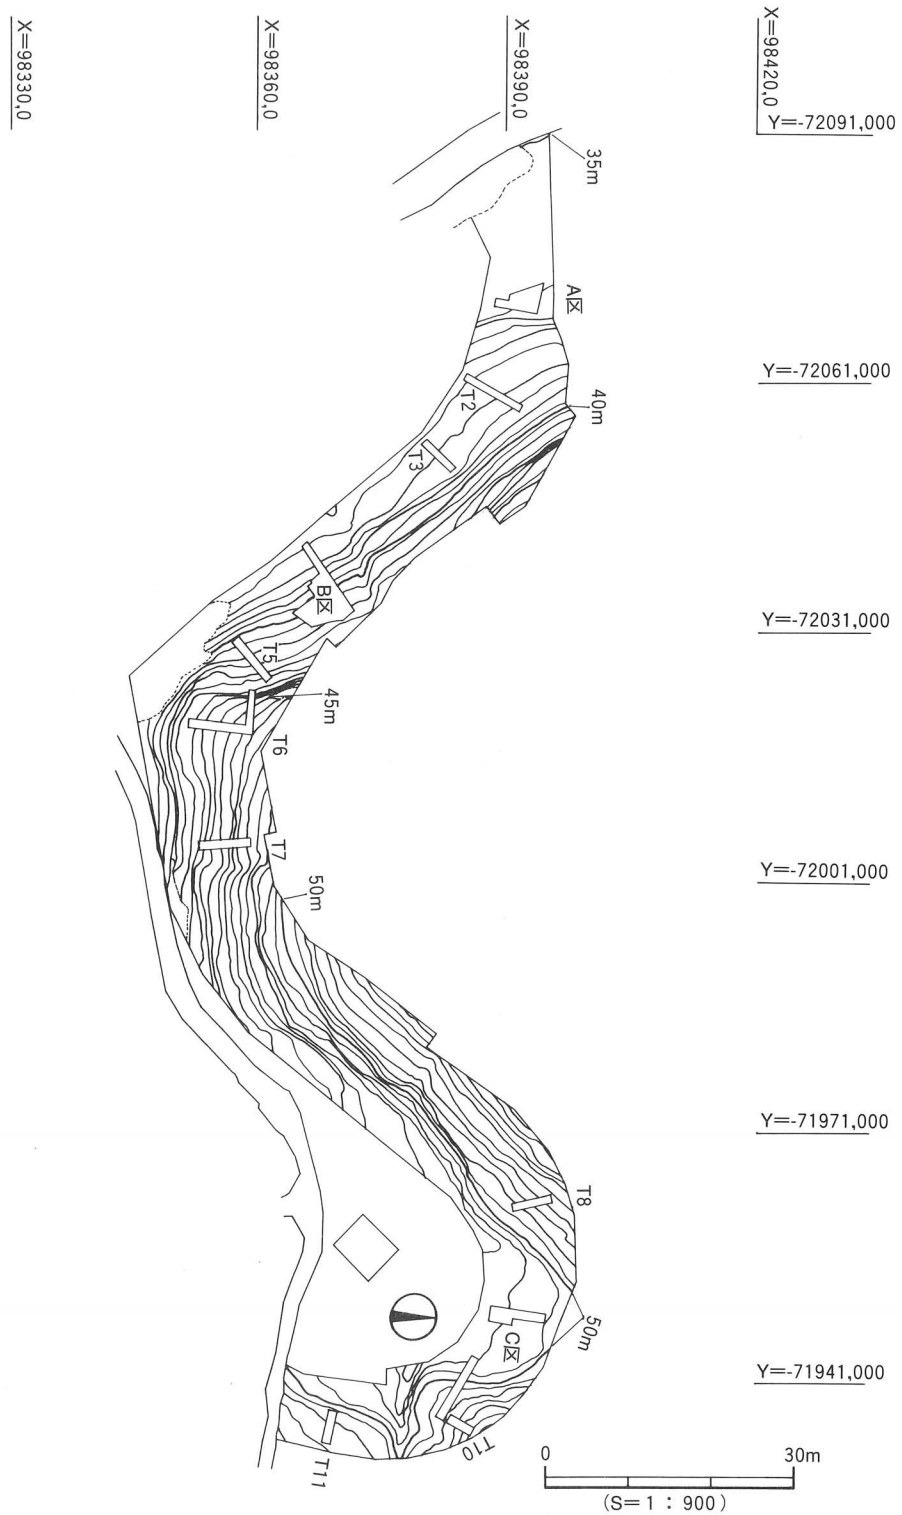 X=98330,0
X=98360,0
X=98390,0
X=98420,0
Y=-72091,000
35m
A区
Y=-72061,000
40m
T2
T3
B区
Y=-72031,000
T5
45m
T6
T7
Y=-72001,000
50m
Y=-71971,000
T8
50m
C区
Y=-71941,000
T10
T11
0 30m
(S=1:900)